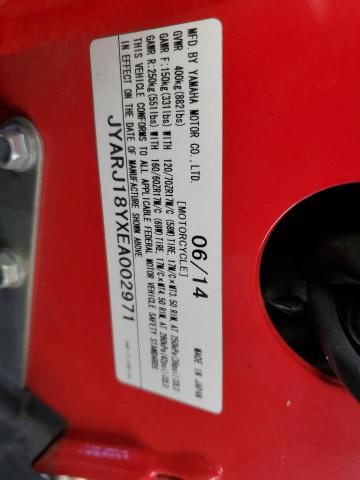 MFD. BY YAMAHA MOTOR CO., LTD. 06/14
GVWR 400kg(882lbs) [MOTORCYCLE] MADE IN JAPAN
GAWR F:150kg(331lbs) WITH 120/70ZR17M/C (58W) TIRE, 17M/C×MT3.50 RIM, AT 250kPa(36psi)COLD
GAWR R:250kg(551lbs) WITH 160/60ZR17M/C (69W) TIRE, 17M/C×MT4.50 RIM, AT 290kPa(42psi)COLD
THIS VEHICLE CONFORMS TO ALL APPLICABLE FEDERAL MOTOR VEHICLE SAFETY STANDARDS
IN EFFECT ON THE DATE OF MANUFACTURE SHOWN ABOVE.
JYARJ18YXEA002971